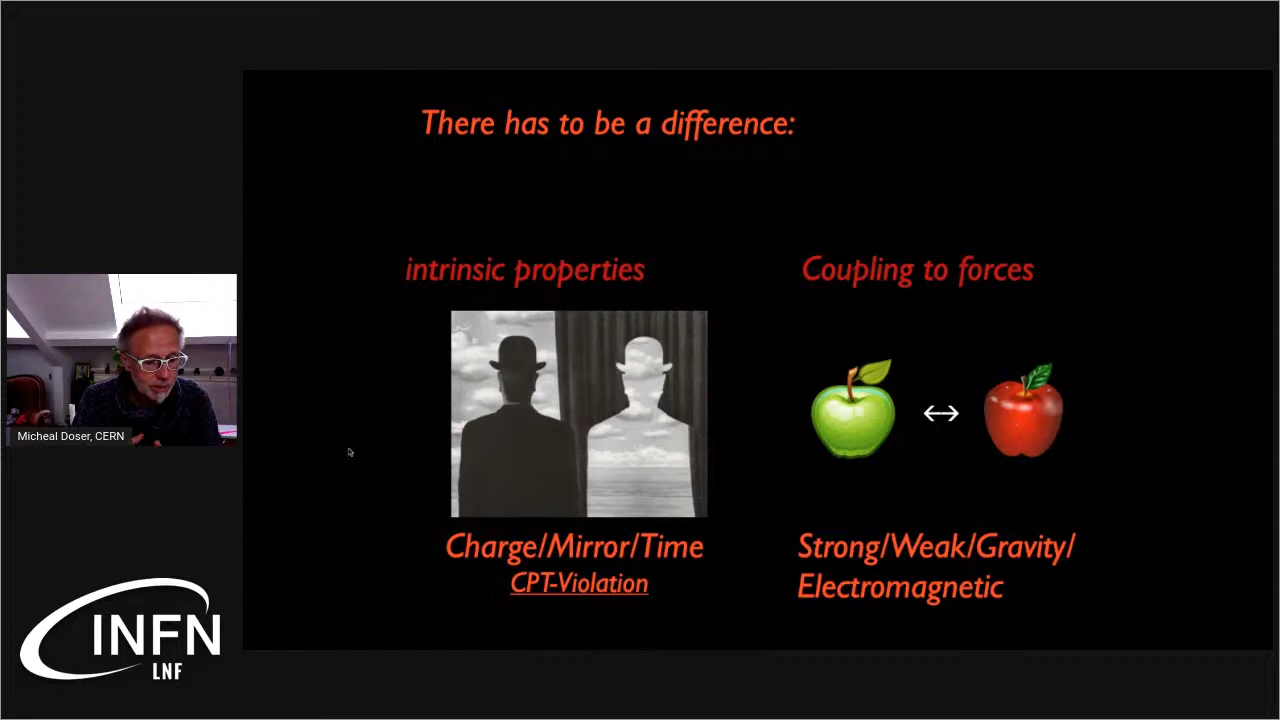 There has to be a difference:
intrinsic properties
Coupling to forces
Charge/Mirror/Time
CPT-Violation
Strong/Weak/Gravity/
Electromagnetic
Micheal Doser, CERN
INFN
LNF